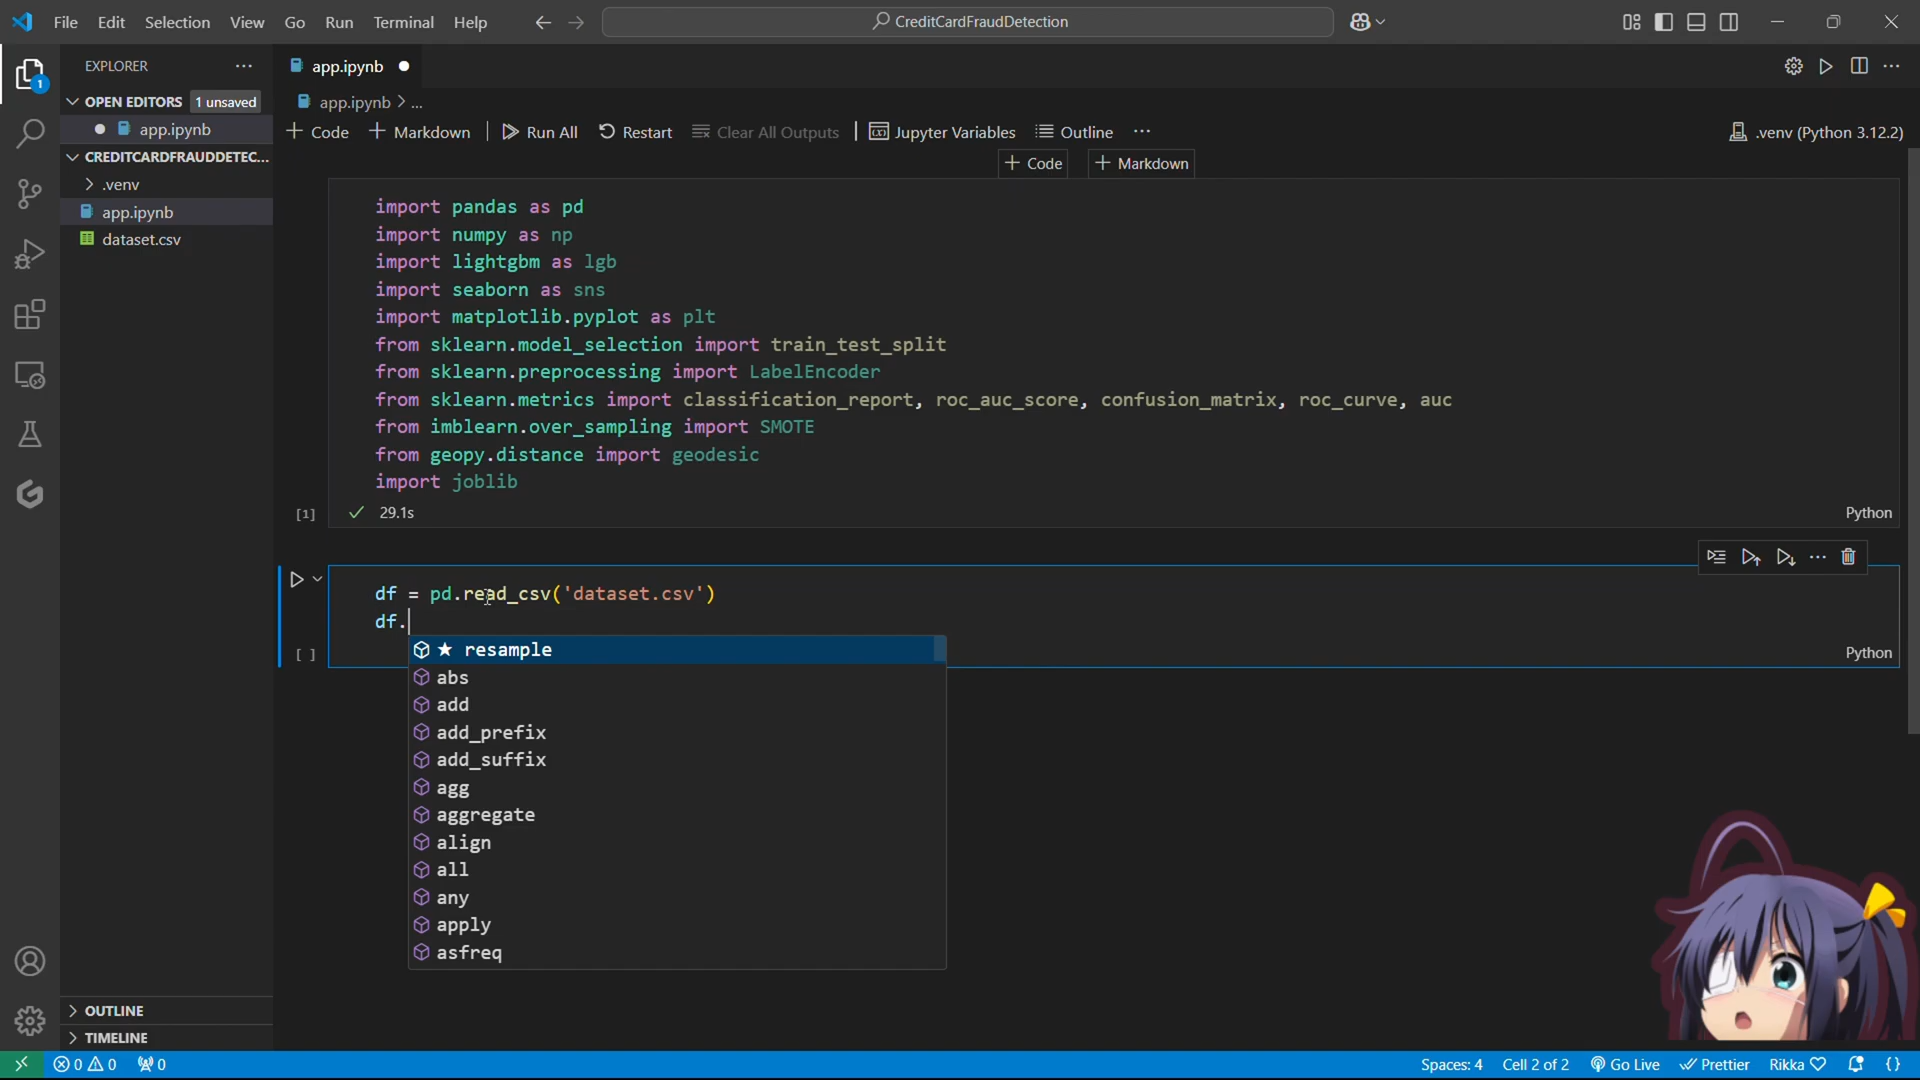 File Edit Selection View Go Run Terminal Help
CreditCardFraudDetection
EXPLORER
1
OPEN EDITORS 1 unsaved
app.ipynb
CREDITCARDFRAUDDETEC...
.venv
app.ipynb
dataset.csv
OUTLINE
TIMELINE
app.ipynb
app.ipynb > ...
+ Code + Markdown Run All Restart Clear All Outputs Jupyter Variables Outline ...
.venv (Python 3.12.2)
+ Code + Markdown
import pandas as pd
import numpy as np
import lightgbm as lgb
import seaborn as sns
import matplotlib.pyplot as plt
from sklearn.model_selection import train_test_split
from sklearn.preprocessing import LabelEncoder
from sklearn.metrics import classification_report, roc_auc_score, confusion_matrix, roc_curve, auc
from imblearn.over_sampling import SMOTE
from geopy.distance import geodesic
import joblib
[1] 29.1s Python
df = pd.read_csv('dataset.csv')
df.
[ ] Python
★ resample
abs
add
add_prefix
add_suffix
agg
aggregate
align
all
any
apply
asfreq
0 0 0 Spaces: 4 Cell 2 of 2 Go Live Prettier Rikka ♡ {}